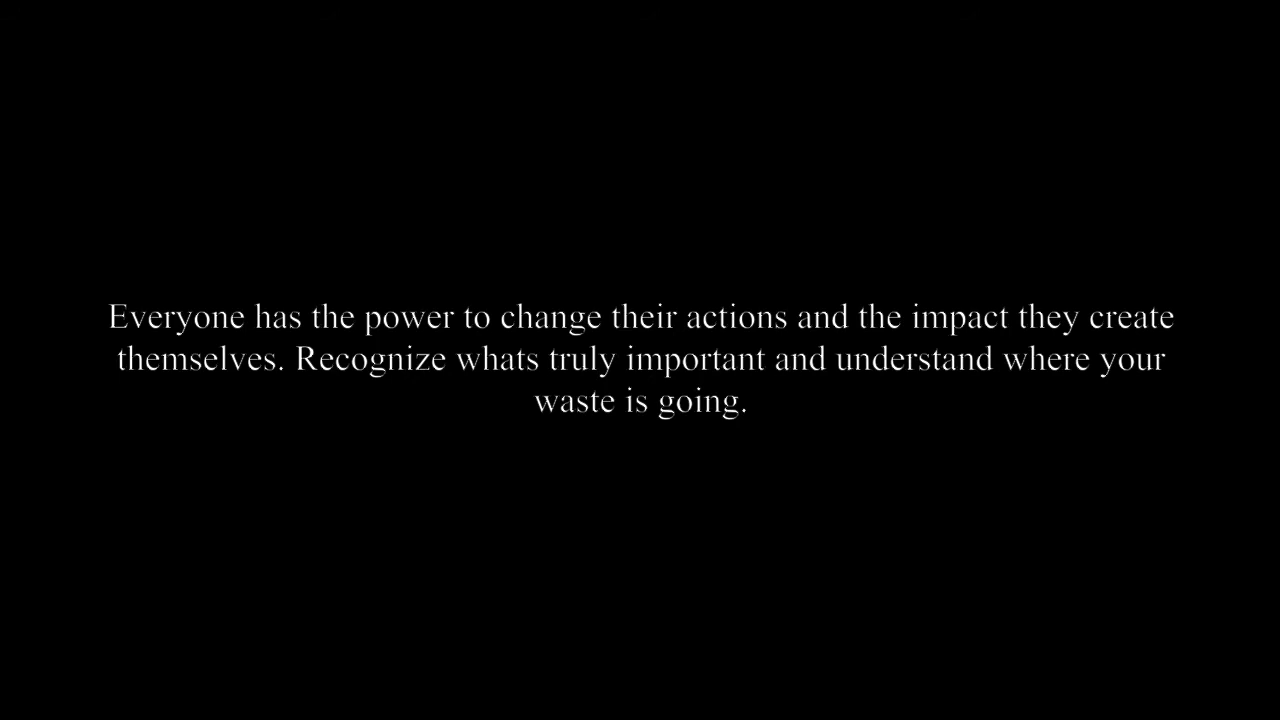 Everyone has the power to change their actions and the impact they create
themselves. Recognize whats truly important and understand where your
waste is going.